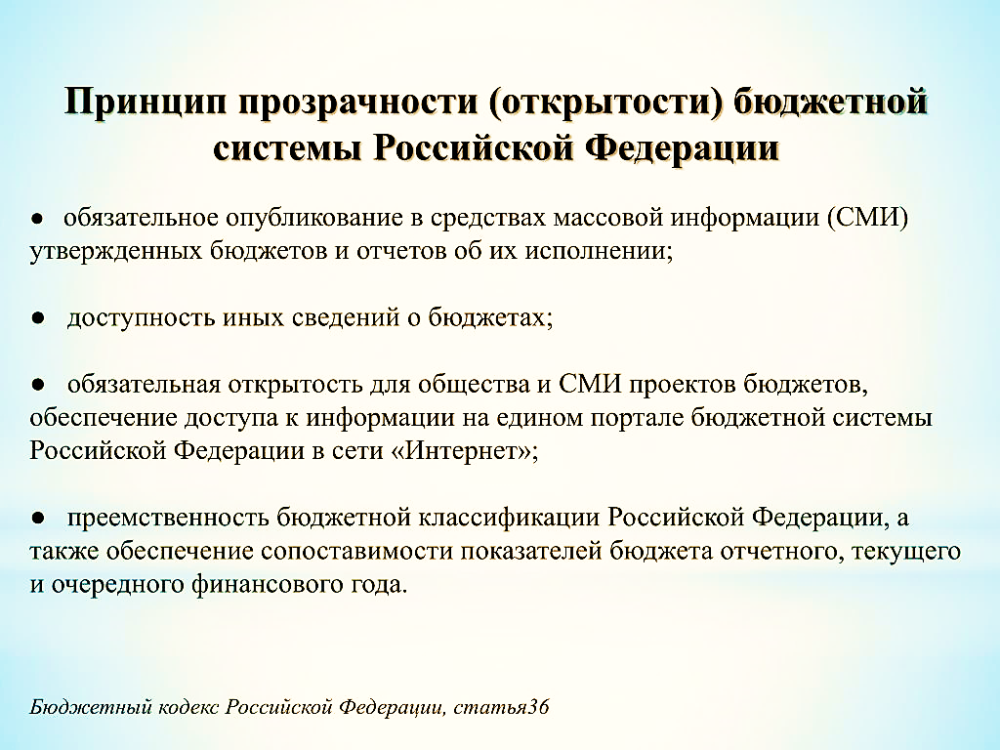 Принцип прозрачности (открытости) бюджетной
системы Российской Федерации
● обязательное опубликование в средствах массовой информации (СМИ)
утвержденных бюджетов и отчетов об их исполнении;
● доступность иных сведений о бюджетах;
● обязательная открытость для общества и СМИ проектов бюджетов,
обеспечение доступа к информации на едином портале бюджетной системы
Российской Федерации в сети «Интернет»;
● преемственность бюджетной классификации Российской Федерации, а
также обеспечение сопоставимости показателей бюджета отчетного, текущего
и очередного финансового года.
Бюджетный кодекс Российской Федерации, статья36